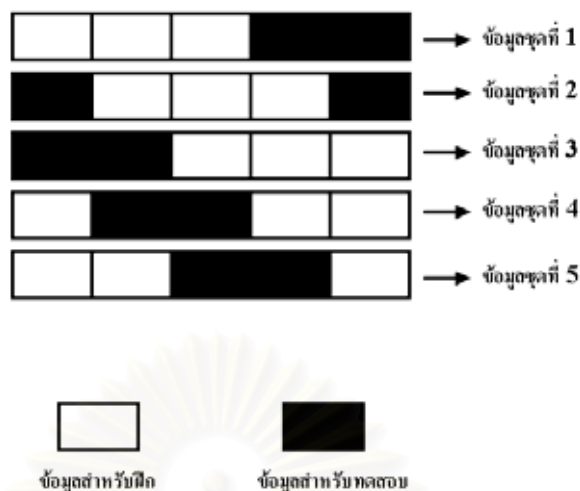 ข้อมูลชุดที่ 1
ข้อมูลชุดที่ 2
ข้อมูลชุดที่ 3
ข้อมูลชุดที่ 4
ข้อมูลชุดที่ 5
ข้อมูลสำหรับฝึก ข้อมูลสำหรับทดสอบ